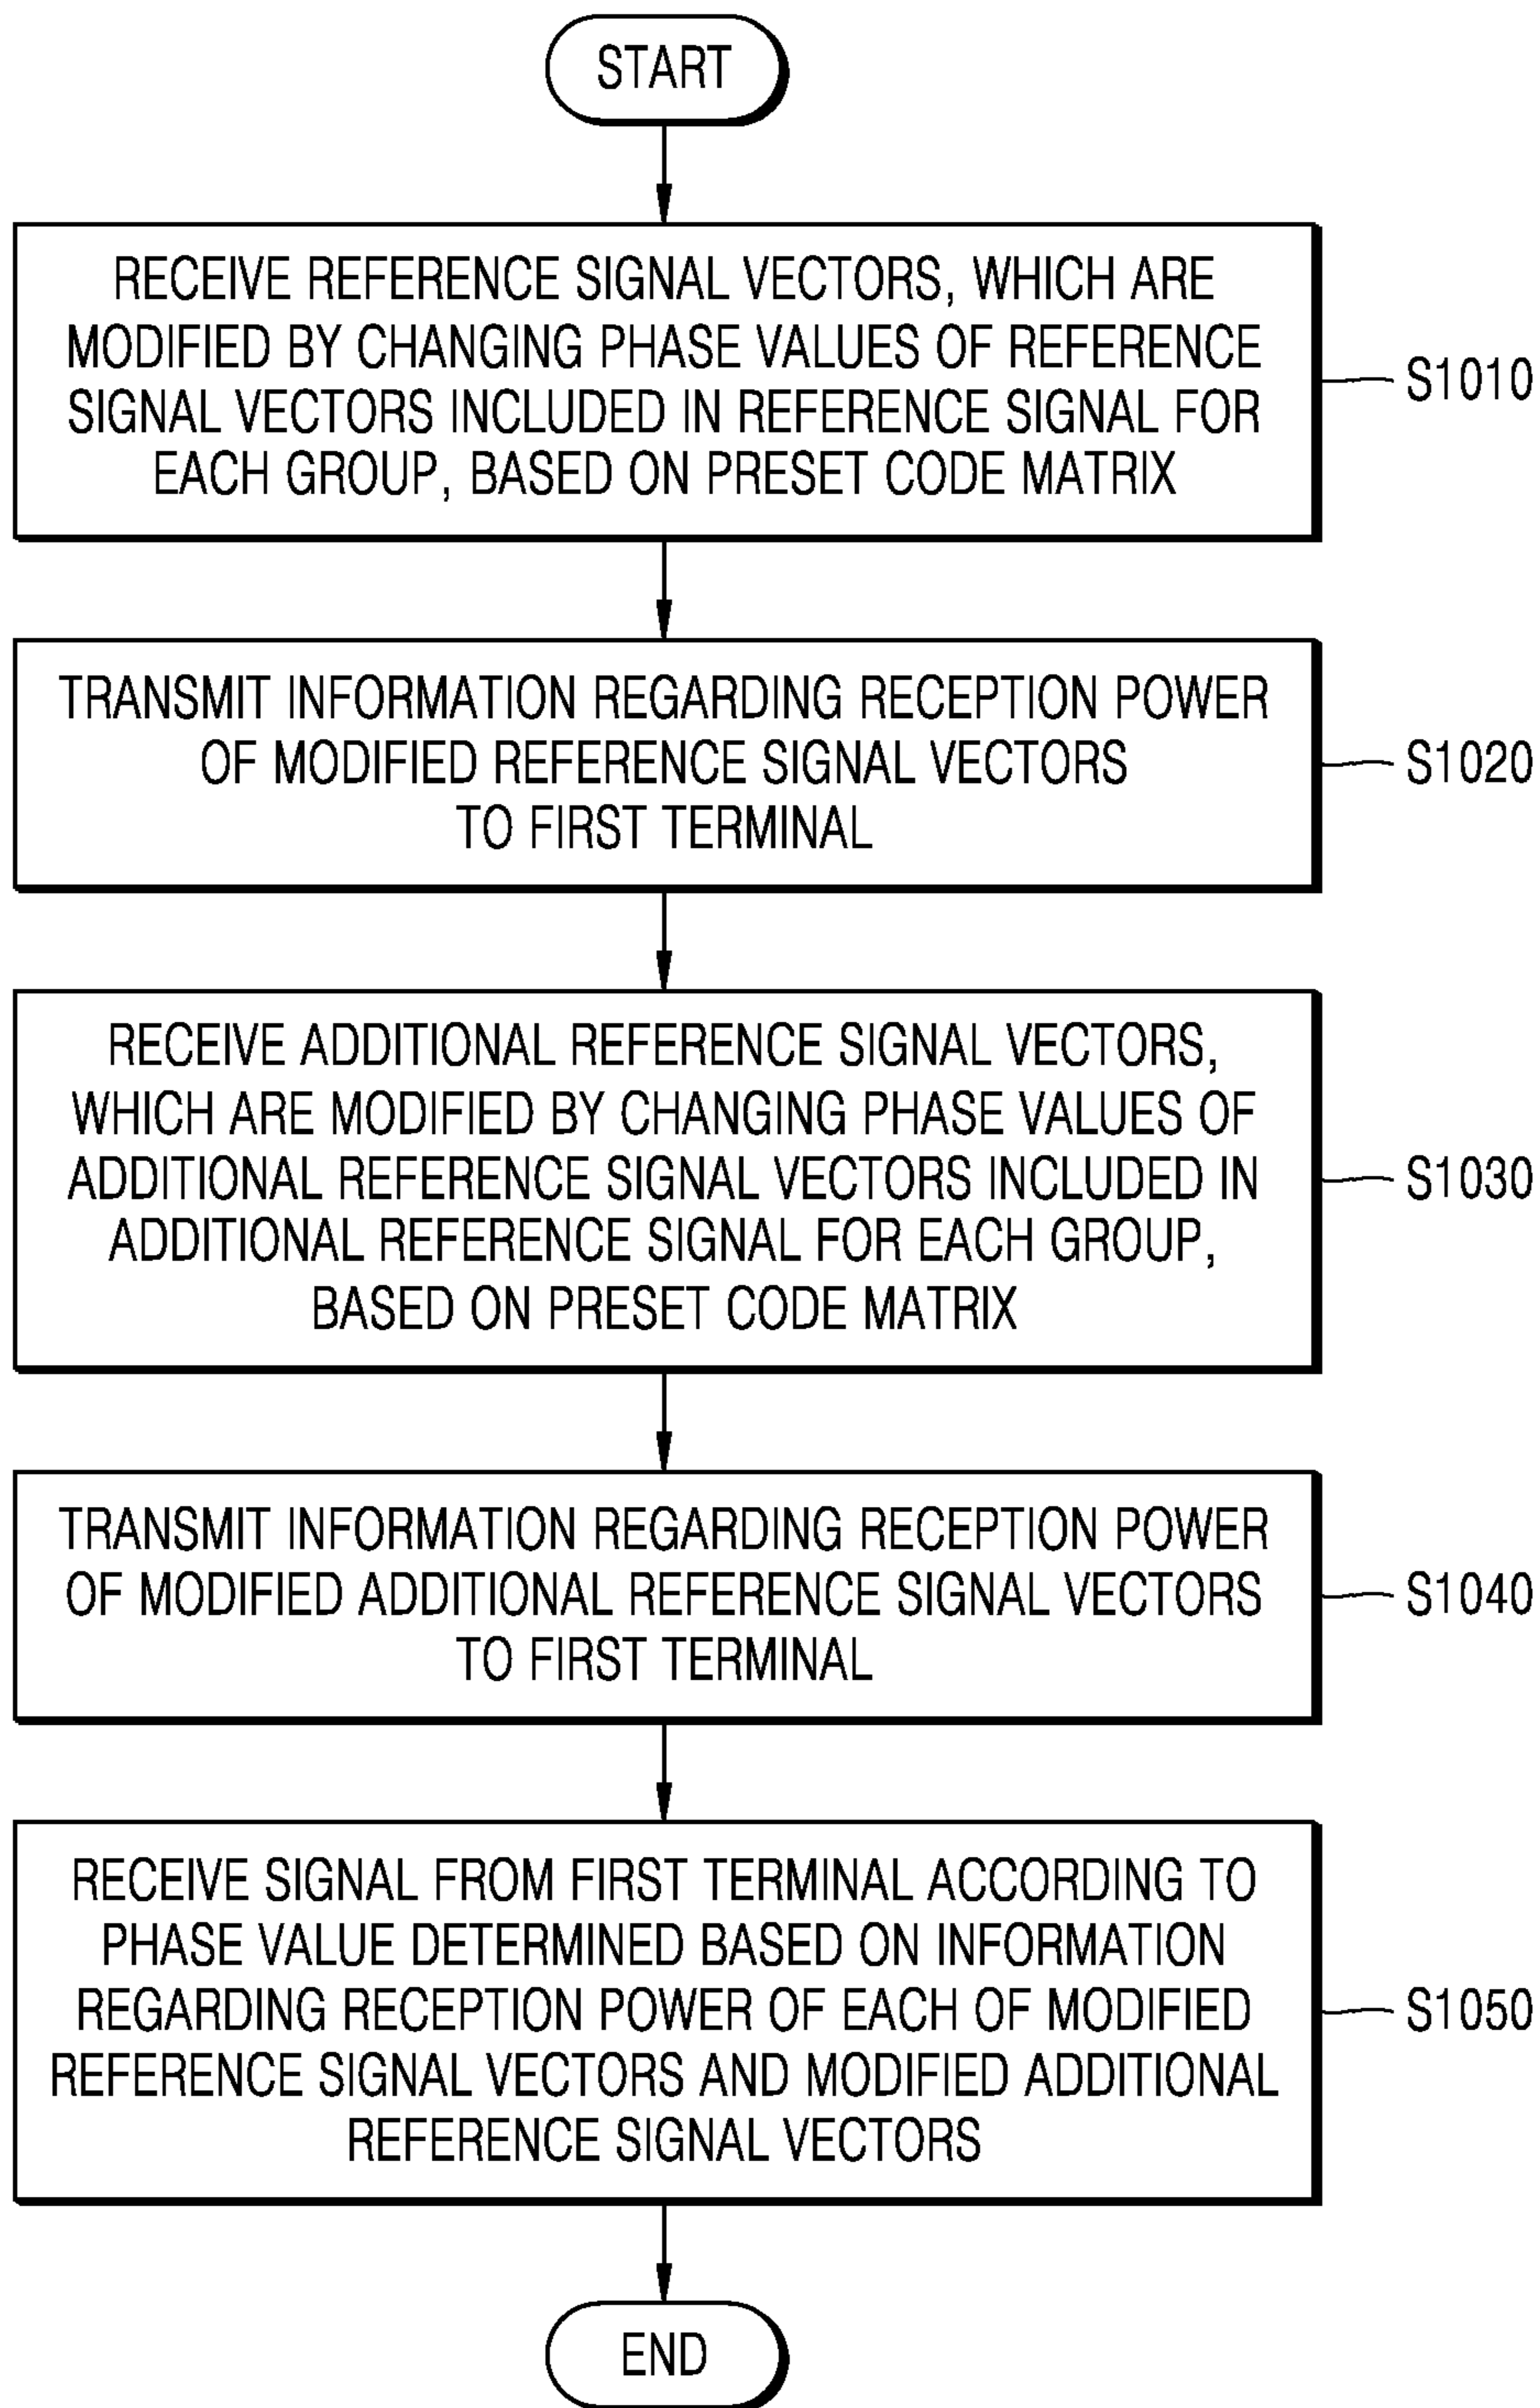 START
RECEIVE REFERENCE SIGNAL VECTORS, WHICH ARE
MODIFIED BY CHANGING PHASE VALUES OF REFERENCE
SIGNAL VECTORS INCLUDED IN REFERENCE SIGNAL FOR
EACH GROUP, BASED ON PRESET CODE MATRIX
S1010
TRANSMIT INFORMATION REGARDING RECEPTION POWER
OF MODIFIED REFERENCE SIGNAL VECTORS
TO FIRST TERMINAL
S1020
RECEIVE ADDITIONAL REFERENCE SIGNAL VECTORS,
WHICH ARE MODIFIED BY CHANGING PHASE VALUES OF
ADDITIONAL REFERENCE SIGNAL VECTORS INCLUDED IN
ADDITIONAL REFERENCE SIGNAL FOR EACH GROUP,
BASED ON PRESET CODE MATRIX
S1030
TRANSMIT INFORMATION REGARDING RECEPTION POWER
OF MODIFIED ADDITIONAL REFERENCE SIGNAL VECTORS
TO FIRST TERMINAL
S1040
RECEIVE SIGNAL FROM FIRST TERMINAL ACCORDING TO
PHASE VALUE DETERMINED BASED ON INFORMATION
REGARDING RECEPTION POWER OF EACH OF MODIFIED
REFERENCE SIGNAL VECTORS AND MODIFIED ADDITIONAL
REFERENCE SIGNAL VECTORS
S1050
END